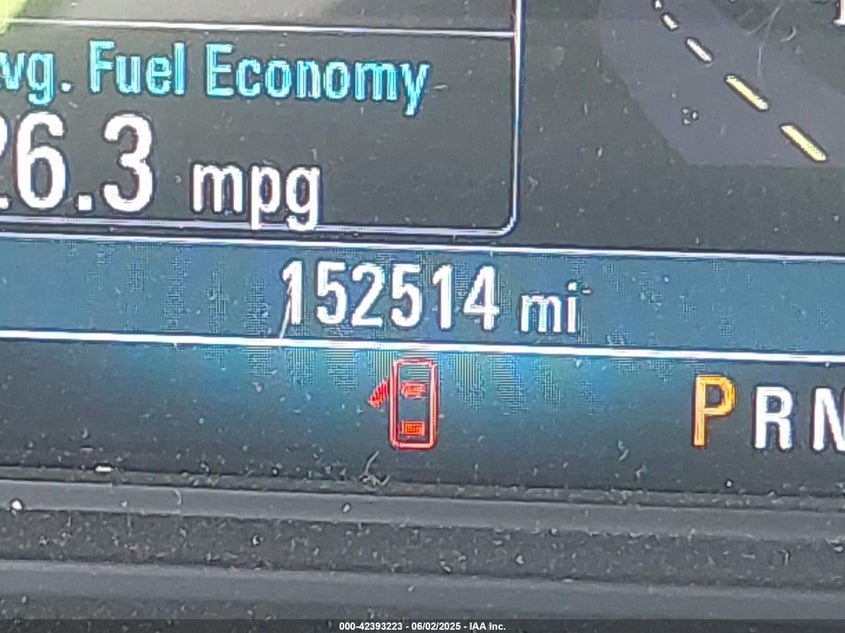 vg. Fuel Economy
26.3 mpg
152514 mi
P R N
000-42393223 - 06/02/2025 - IAA Inc.